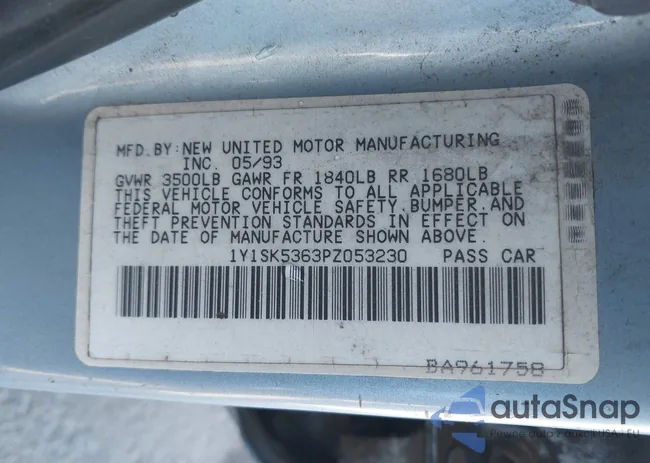 MFD. BY: NEW UNITED MOTOR MANUFACTURING
INC. 05/93
GVWR 3500LB GAWR FR 1840LB RR 1680LB
THIS VEHICLE CONFORMS TO ALL APPLICABLE
FEDERAL MOTOR VEHICLE SAFETY, BUMPER, AND
THEFT PREVENTION STANDARDS IN EFFECT ON
THE DATE OF MANUFACTURE SHOWN ABOVE.
1Y1SK5363PZ053230 PASS CAR
BA961758
autoSnap